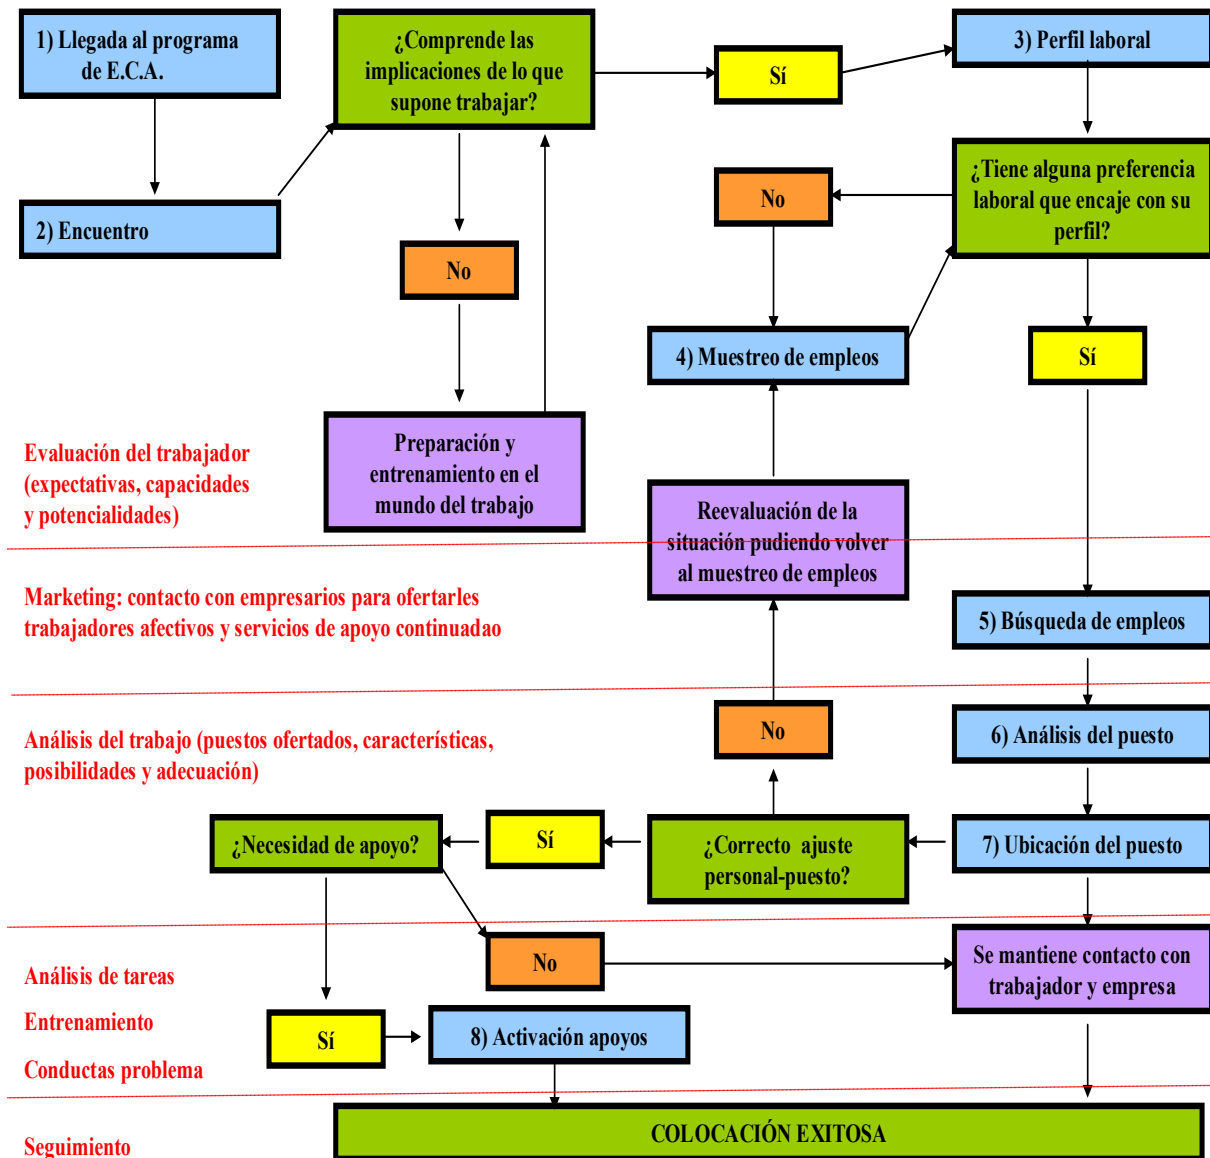 1) Llegada al programa
de E.C.A.
¿Comprende las
implicaciones de lo que
supone trabajar?
Sí
3) Perfil laboral
2) Encuentro
No
¿Tiene alguna preferencia
laboral que encaje con su
perfil?
No
4) Muestreo de empleos
Sí
Evaluación del trabajador
(expectativas, capacidades
y potencialidades)
Preparación y
entrenamiento en el
mundo del trabajo
Reevaluación de la
situación pudiendo volver
al muestreo de empleos
Marketing: contacto con empresarios para ofertarles
trabajadores afectivos y servicios de apoyo continuadao
5) Búsqueda de empleos
Análisis del trabajo (puestos ofertados, características,
posibilidades y adecuación)
No
6) Análisis del puesto
¿Necesidad de apoyo?
Sí
¿Correcto ajuste
personal-puesto?
7) Ubicación del puesto
Análisis de tareas
Entrenamiento
Conductas problema
No
Se mantiene contacto con
trabajador y empresa
Sí
8) Activación apoyos
Seguimiento
COLOCACIÓN EXITOSA